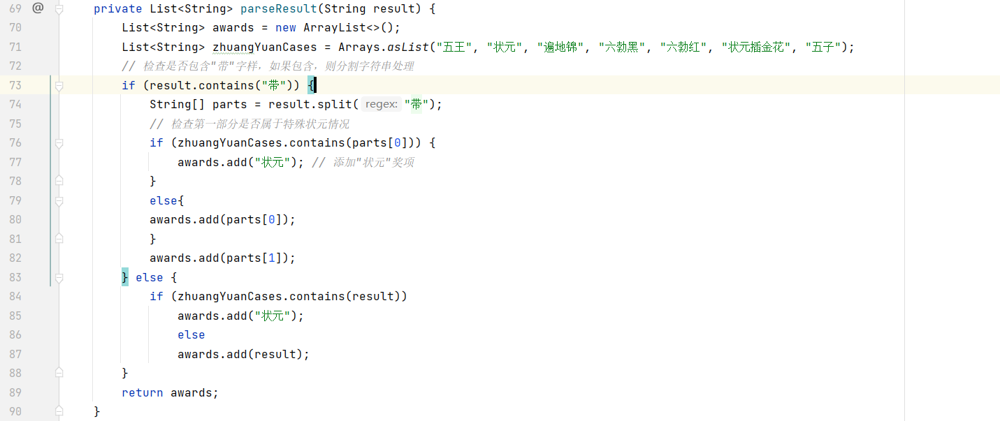 69 @ private List<String> parseResult(String result) {
70 List<String> awards = new ArrayList<>();
71 List<String> zhuangYuanCases = Arrays.asList("五王", "状元", "遍地锦", "六勃黑", "六勃红", "状元插金花", "五子");
72 // 检查是否包含"带"字样，如果包含，则分割字符串处理
73 if (result.contains("带")) {
74 String[] parts = result.split( regex: "带");
75 // 检查第一部分是否属于特殊状元情况
76 if (zhuangYuanCases.contains(parts[0])) {
77 awards.add("状元"); // 添加"状元"奖项
78 }
79 else{
80 awards.add(parts[0]);
81 }
82 awards.add(parts[1]);
83 } else {
84 if (zhuangYuanCases.contains(result))
85 awards.add("状元");
86 else
87 awards.add(result);
88 }
89 return awards;
90 }